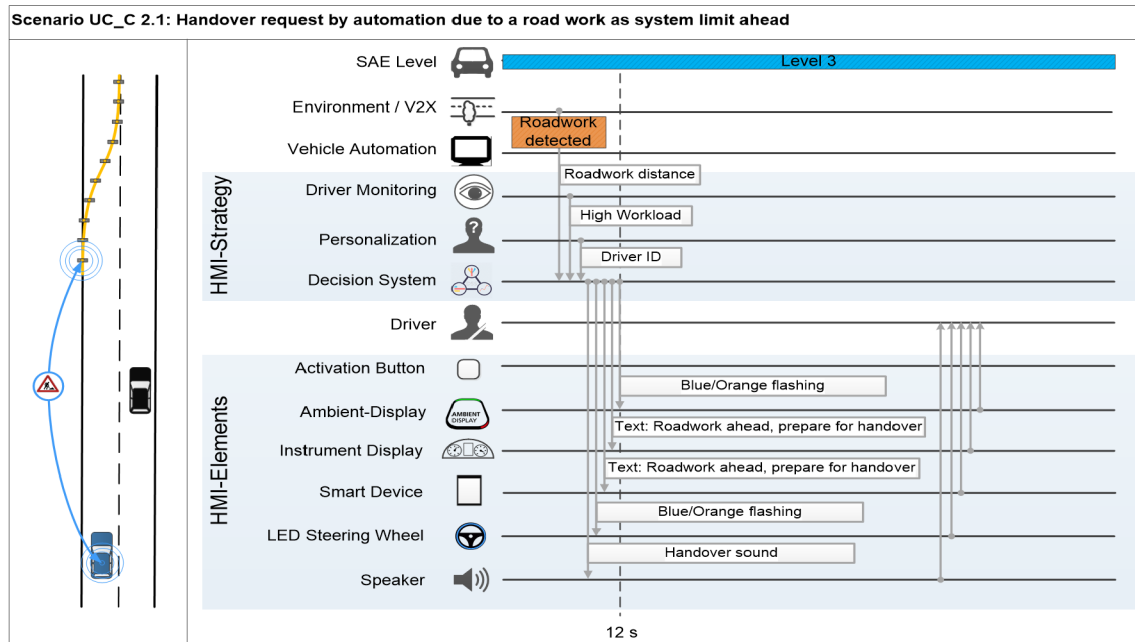 Scenario UC_C 2.1: Handover request by automation due to a road work as system limit ahead
SAE Level
Level 3
Environment / V2X
Roadwork
detected
Vehicle Automation
Roadwork distance
HMI-Strategy
Driver Monitoring
High Workload
Personalization
?
Driver ID
Decision System
Driver
HMI-Elements
Activation Button
Blue/Orange flashing
Ambient-Display
AMBIENT
DISPLAY
Text: Roadwork ahead, prepare for handover
Instrument Display
Text: Roadwork ahead, prepare for handover
Smart Device
Blue/Orange flashing
LED Steering Wheel
Handover sound
Speaker
12 s